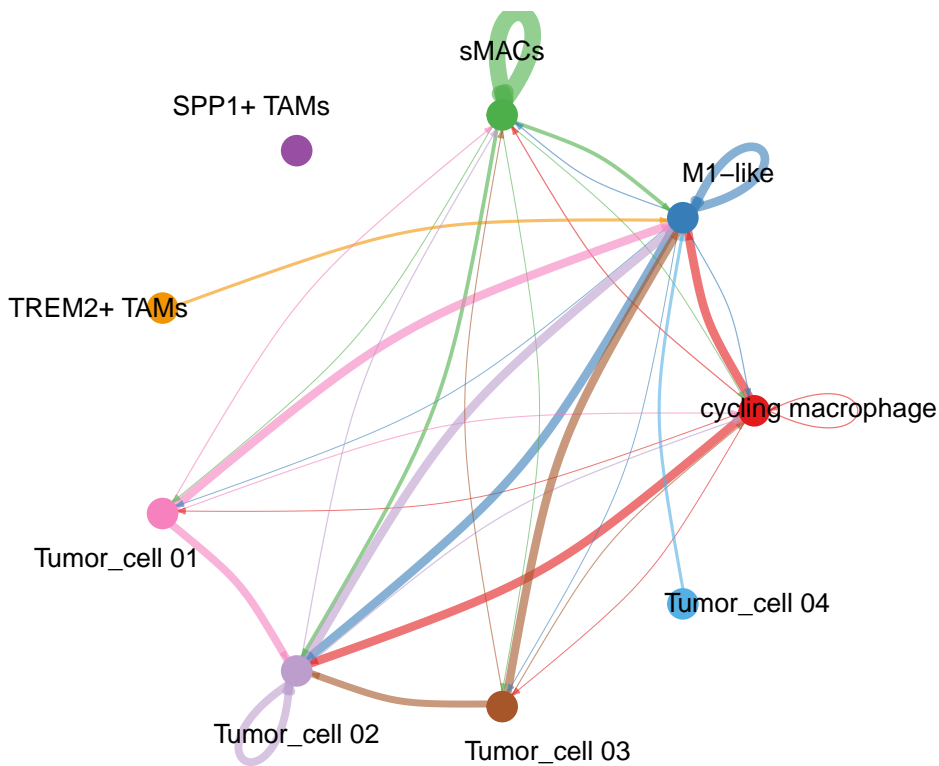 sMACs
SPP1+ TAMs
M1−like
TREM2+ TAMs
cycling macrophage
Tumor_cell 01
Tumor_cell 04
Tumor_cell 02
Tumor_cell 03